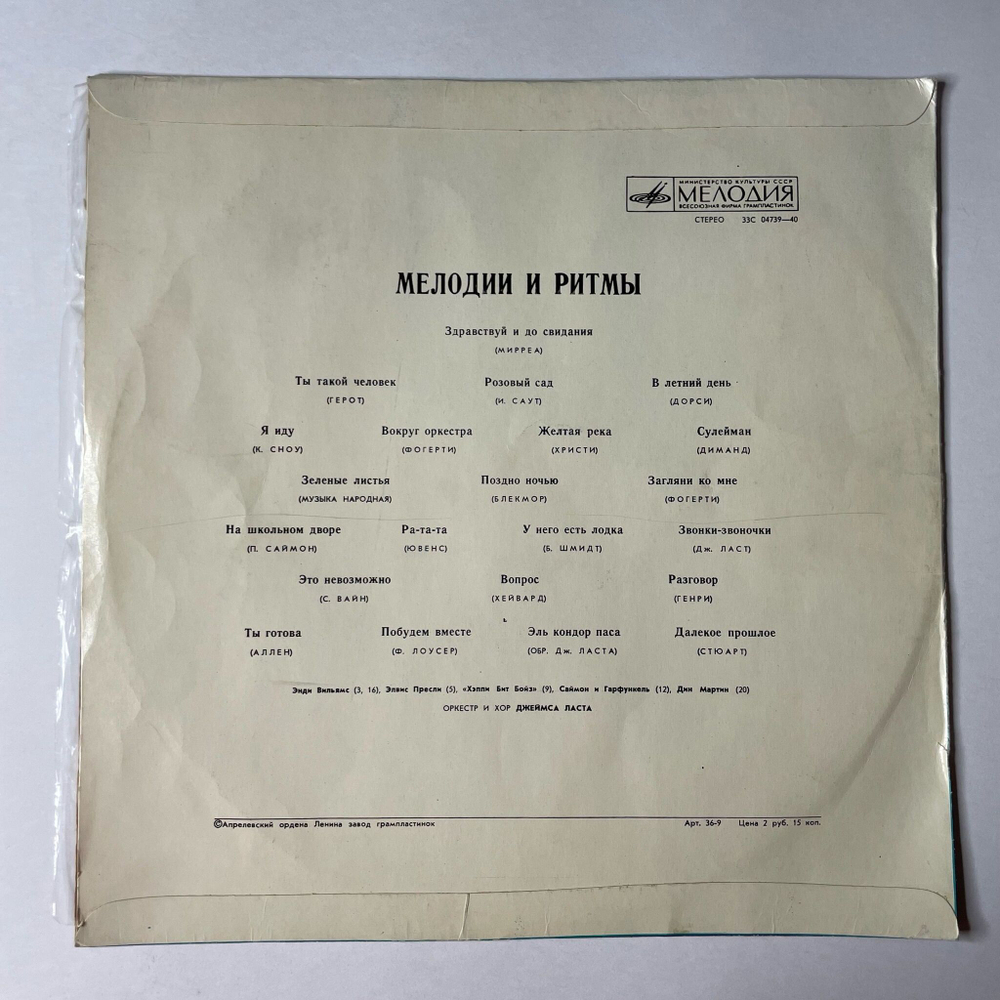 МИНИСТЕРСТВО КУЛЬТУРЫ СССР
МЕЛОДИЯ
ВСЕСОЮЗНАЯ ФИРМА ГРАМПЛАСТИНОК
СТЕРЕО 33С 04739—40
МЕЛОДИИ И РИТМЫ
Здравствуй и до свидания
(МИРРЕА)
Ты такой человек Розовый сад В летний день
(ГЕРОТ) (И. САУТ) (ДОРСИ)
Я иду Вокруг оркестра Желтая река Сулейман
(К. СНОУ) (ФОГЕРТИ) (ХРИСТИ) (ДИМАНД)
Зеленые листья Поздно ночью Загляни ко мне
(МУЗЫКА НАРОДНАЯ) (БЛЕКМОР) (ФОГЕРТИ)
На школьном дворе Ра-та-та У него есть лодка Звонки-звоночки
(П. САЙМОН) (ЮВЕНС) (Б. ШМИДТ) (Дж. ЛАСТ)
Это невозможно Вопрос Разговор
(С. ВАЙН) (ХЕЙВАРД) (ГЕНРИ)
Ты готова Побудем вместе Эль кондор паса Далекое прошлое
(АЛЛЕН) (Ф. ЛОУСЕР) (ОБР. Дж. ЛАСТА) (СТЮАРТ)
Энди Вильямс (3, 16), Элвис Пресли (5), «Хэппи Бит Бойз» (9), Саймон и Гарфункель (12), Дин Мартин (20)
ОРКЕСТР И ХОР ДЖЕЙМСА ЛАСТА
©Апрелевский ордена Ленина завод грампластинок Арт. 36-9 Цена 2 руб. 15 коп.